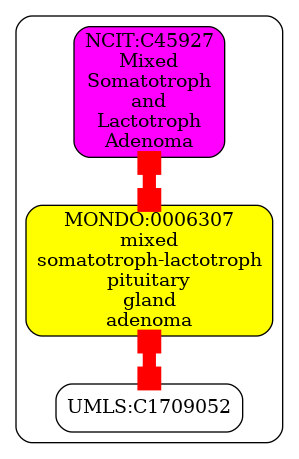 NCIT:C45927
Mixed
Somatotroph
and
Lactotroph
Adenoma
MONDO:0006307
mixed
somatotroph-lactotroph
pituitary
gland
adenoma
UMLS:C1709052